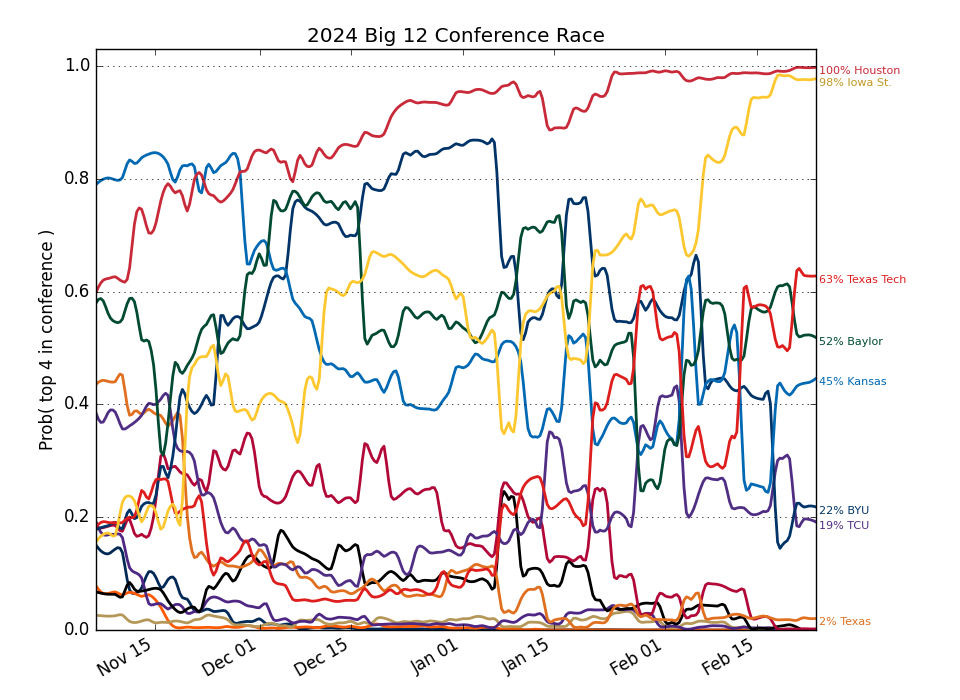 2024 Big 12 Conference Race
Prob( top 4 in conference )
1.0
0.8
0.6
0.4
0.2
0.0
Nov 15
Dec 01
Dec 15
Jan 01
Jan 15
Feb 01
Feb 15
100% Houston
98% Iowa St.
63% Texas Tech
52% Baylor
45% Kansas
22% BYU
19% TCU
2% Texas